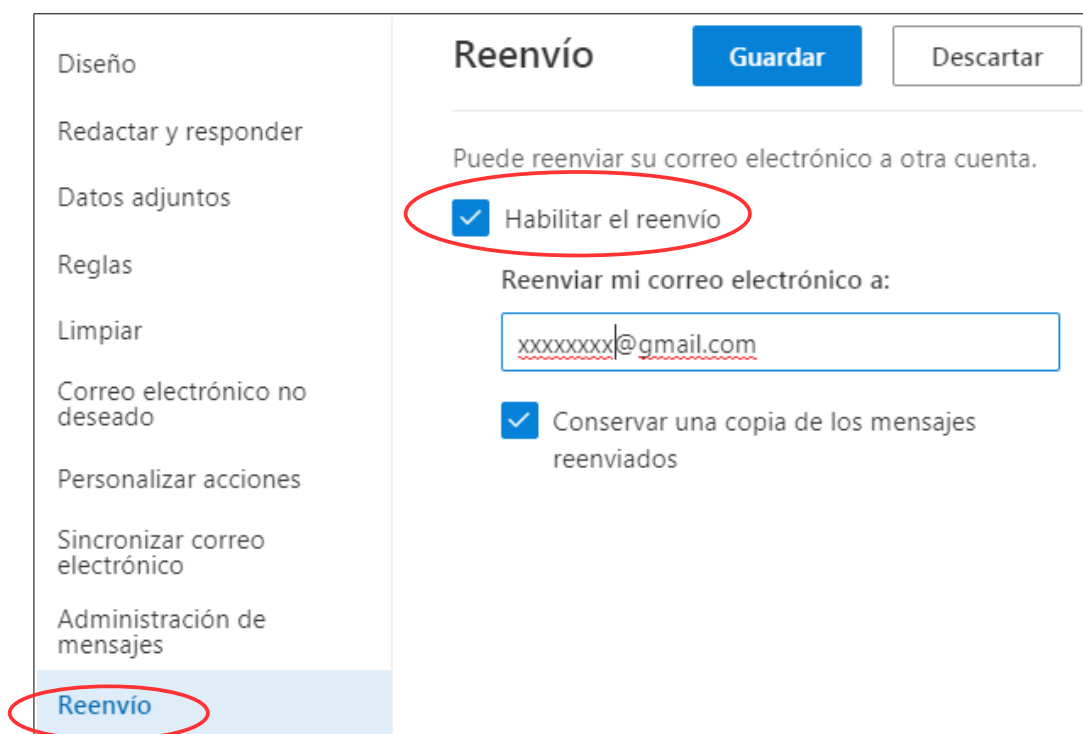 Diseño
Redactar y responder
Datos adjuntos
Reglas
Limpiar
Correo electrónico no
deseado
Personalizar acciones
Sincronizar correo
electrónico
Administración de
mensajes
Reenvío
Reenvío
Guardar
Descartar
Puede reenviar su correo electrónico a otra cuenta.
Habilitar el reenvío
Reenviar mi correo electrónico a:
xxxxxxxx@gmail.com
Conservar una copia de los mensajes
reenviados